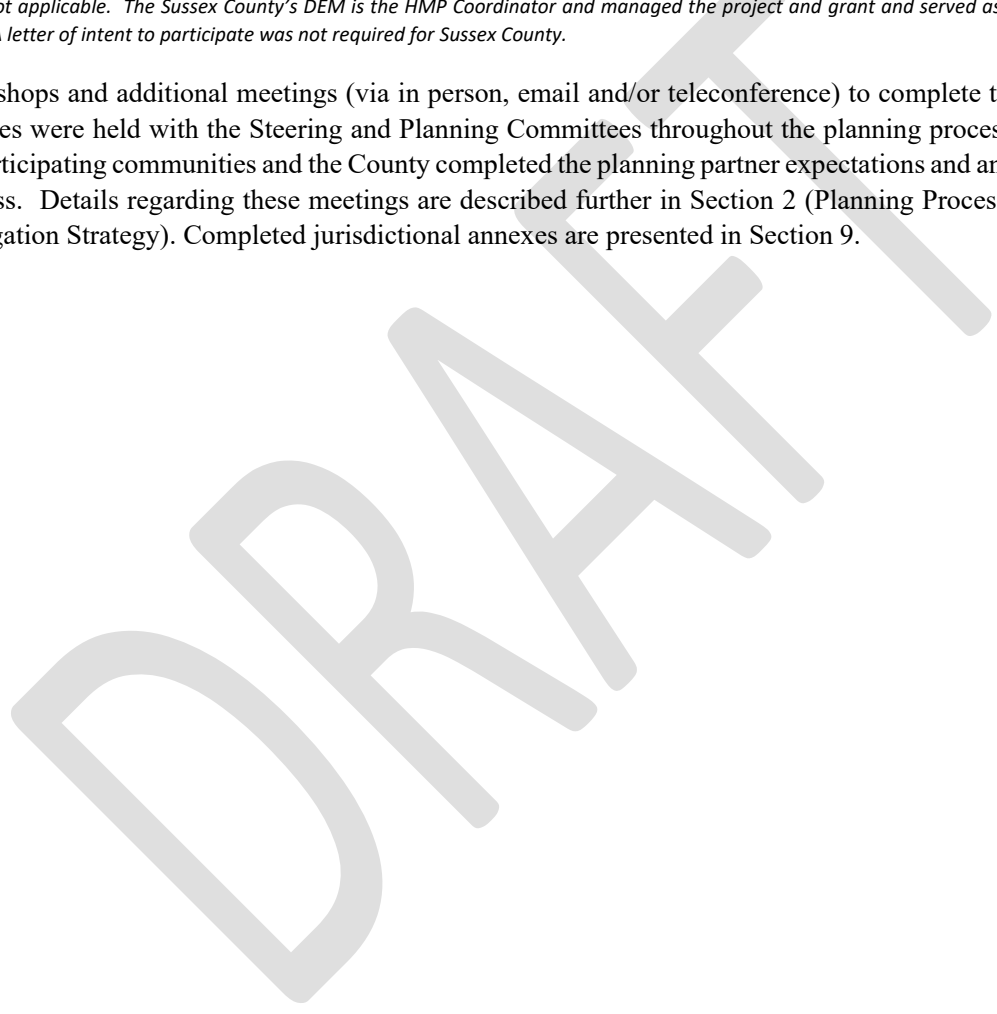 ot applicable. The Sussex County's DEM is the HMP Coordinator and managed the project and grant and served as
letter of intent to participate was not required for Sussex County.
shops and additional meetings (via in person, email and/or teleconference) to complete t
es were held with the Steering and Planning Committees throughout the planning proces
rticipating communities and the County completed the planning partner expectations and an
ss. Details regarding these meetings are described further in Section 2 (Planning Proces
gation Strategy). Completed jurisdictional annexes are presented in Section 9.
DRAFT